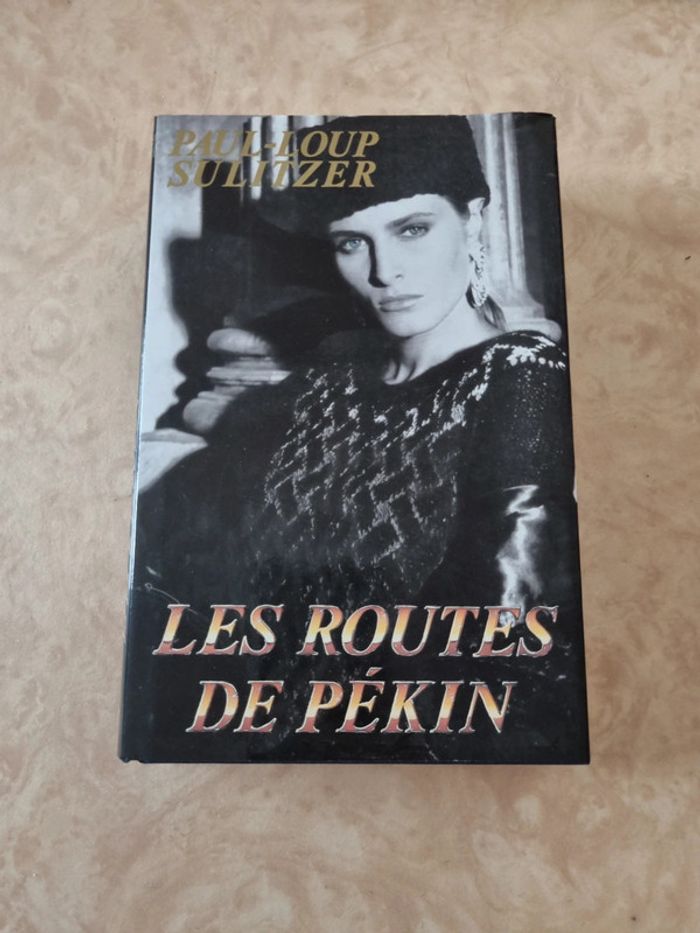 PAUL-LOUP
SULITZER
LES ROUTES
DE PÉKIN